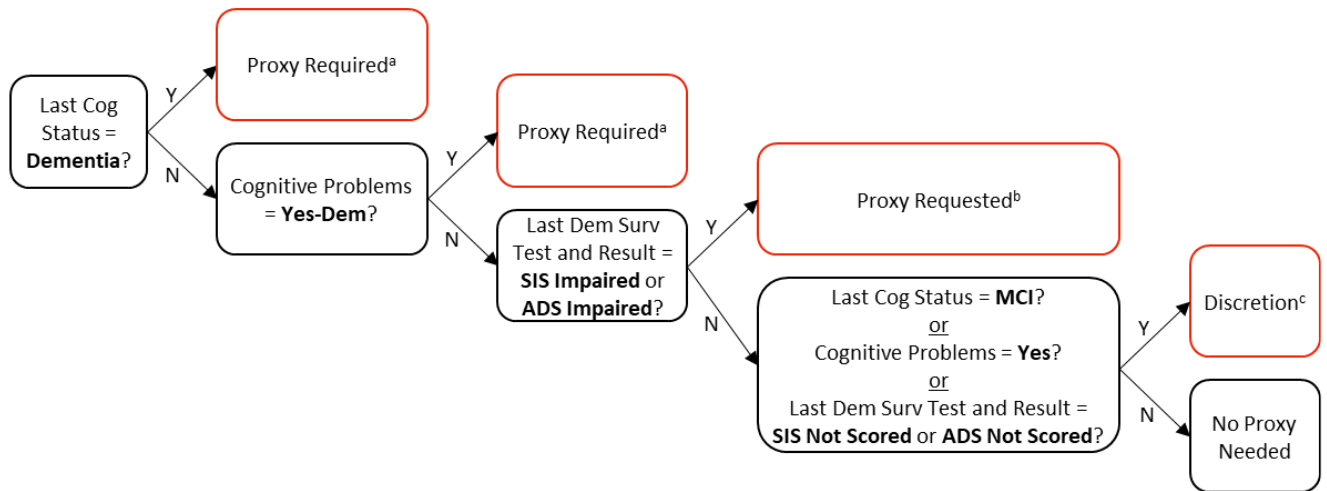 Last Cog
Status =
Dementia?
Y
N
Proxy Requiredᵃ
Cognitive Problems
= Yes-Dem?
Y
N
Proxy Requiredᵃ
Last Dem Surv
Test and Result =
SIS Impaired or
ADS Impaired?
Y
N
Proxy Requestedᵇ
Last Cog Status = MCI?
or
Cognitive Problems = Yes?
or
Last Dem Surv Test and Result =
SIS Not Scored or ADS Not Scored?
Y
N
Discretionᶜ
No Proxy
Needed